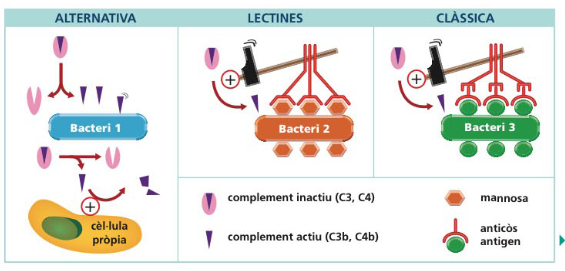 ALTERNATIVA
LECTINES
CLÀSSICA
+
+
Bacteri 1
Bacteri 2
Bacteri 3
+
cèl·lula
pròpia
complement inactiu (C3, C4)
mannosa
complement actiu (C3b, C4b)
anticòs
antigen